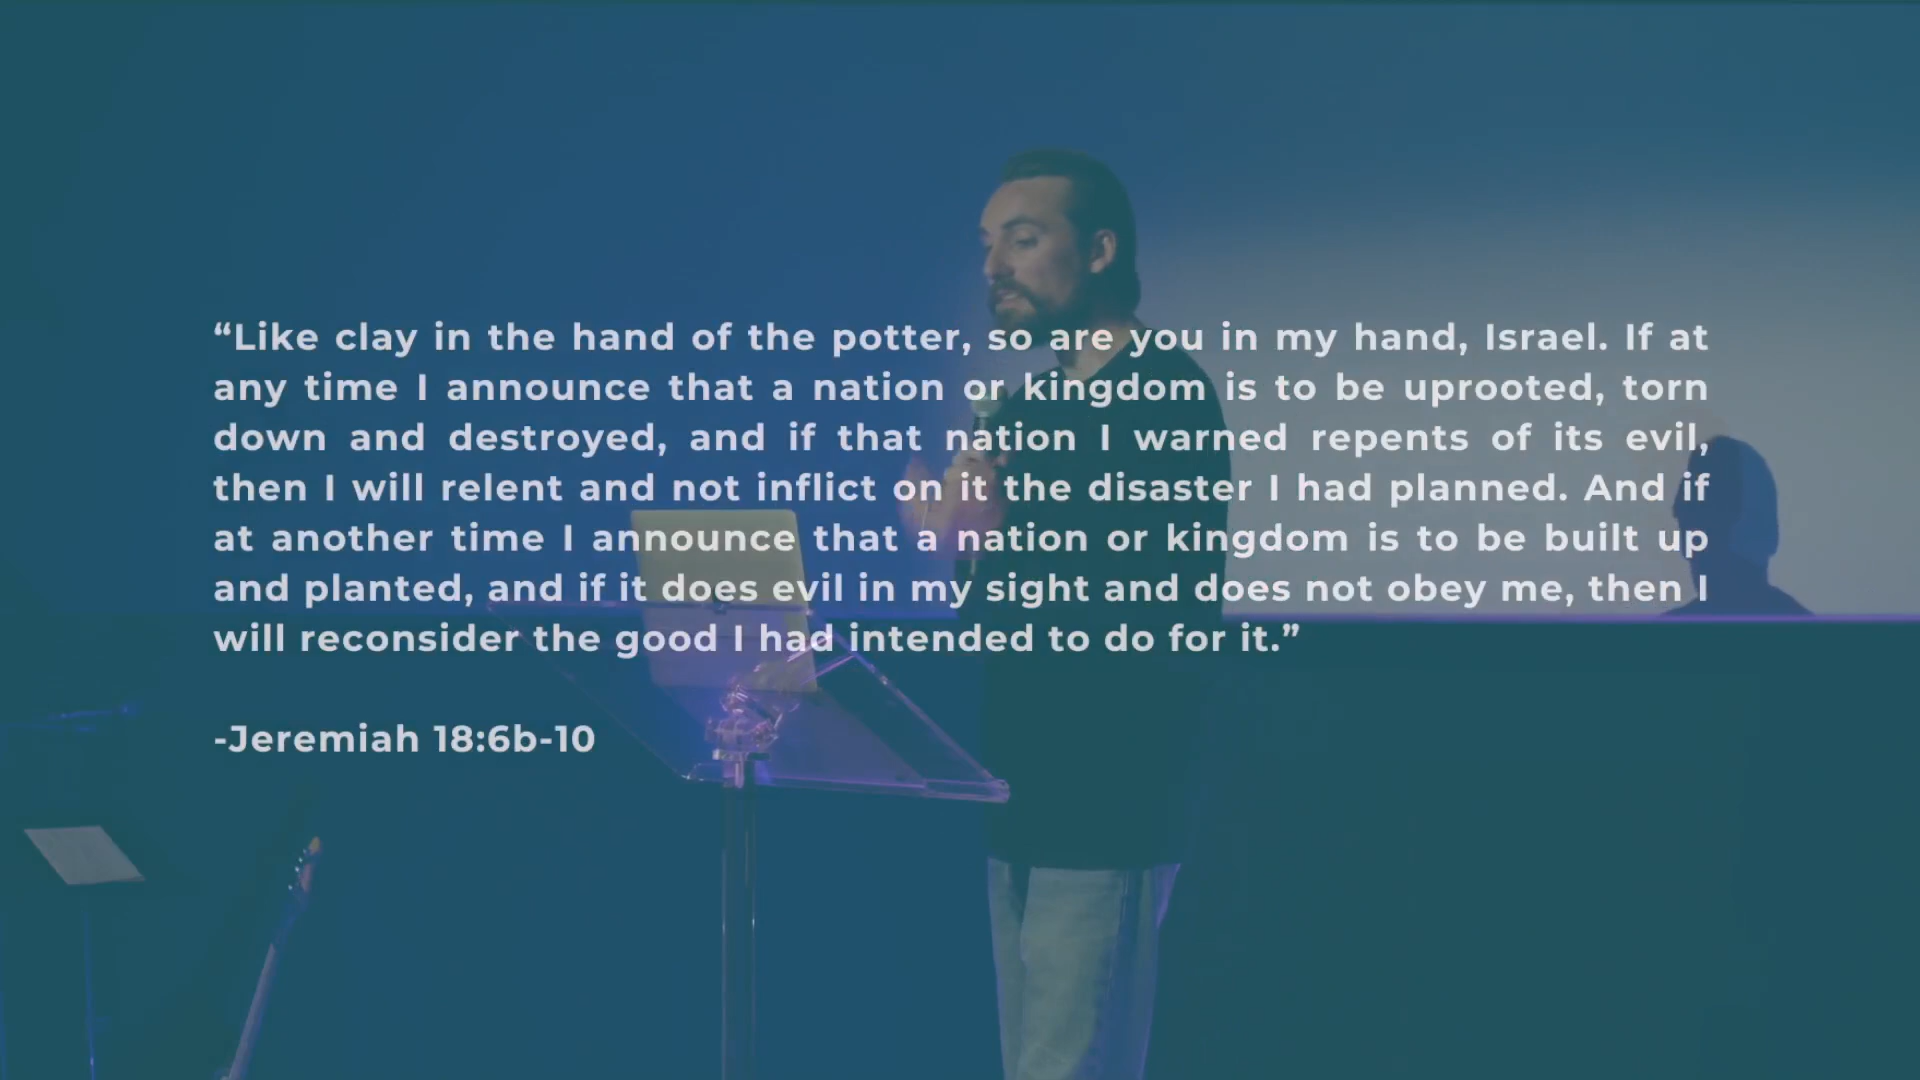 “Like clay in the hand of the potter, so are you in my hand, Israel. If at
any time I announce that a nation or kingdom is to be uprooted, torn
down and destroyed, and if that nation I warned repents of its evil,
then I will relent and not inflict on it the disaster I had planned. And if
at another time I announce that a nation or kingdom is to be built up
and planted, and if it does evil in my sight and does not obey me, then I
will reconsider the good I had intended to do for it.”
-Jeremiah 18:6b-10